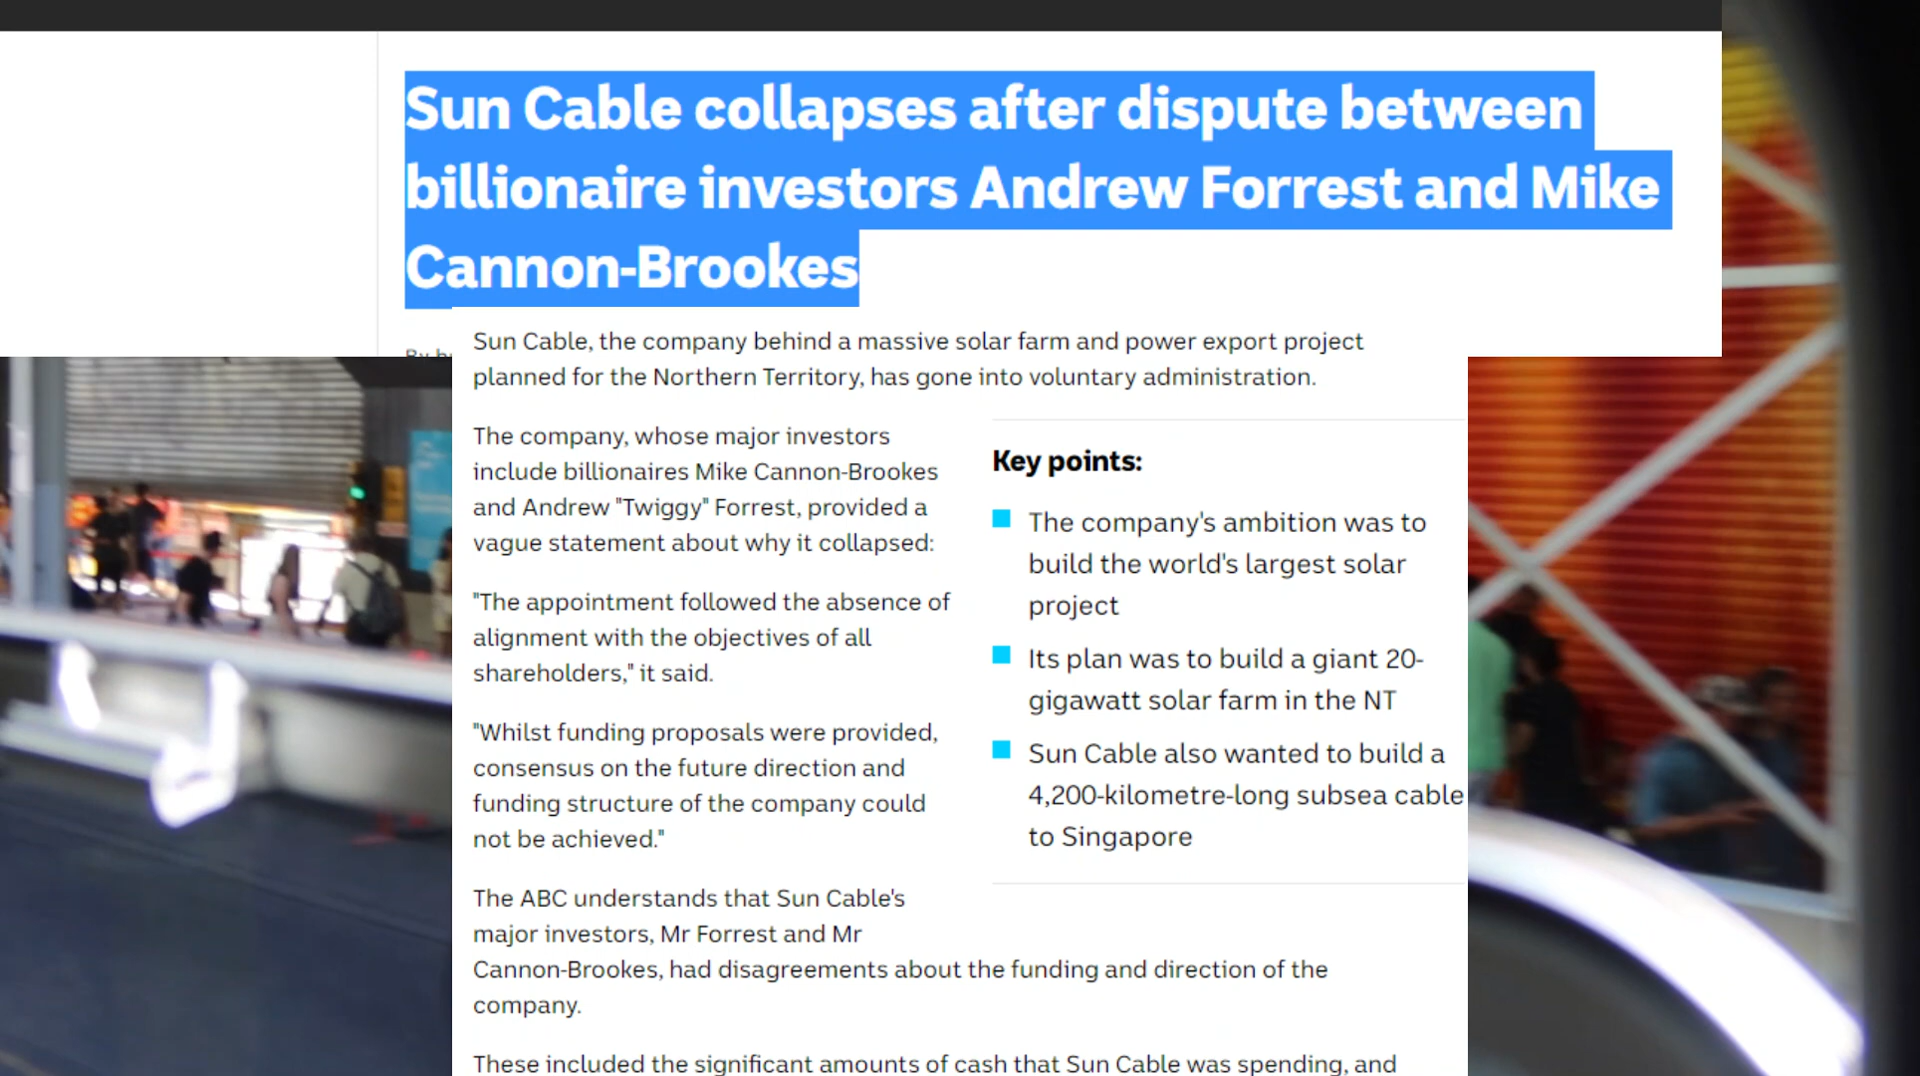 Sun Cable collapses after dispute between
billionaire investors Andrew Forrest and Mike
Cannon-Brookes
Sun Cable, the company behind a massive solar farm and power export project
planned for the Northern Territory, has gone into voluntary administration.
The company, whose major investors
include billionaires Mike Cannon-Brookes
and Andrew "Twiggy" Forrest, provided a
vague statement about why it collapsed:
"The appointment followed the absence of
alignment with the objectives of all
shareholders," it said.
"Whilst funding proposals were provided,
consensus on the future direction and
funding structure of the company could
not be achieved."
Key points:
The company's ambition was to
build the world's largest solar
project
Its plan was to build a giant 20-
gigawatt solar farm in the NT
Sun Cable also wanted to build a
4,200-kilometre-long subsea cable
to Singapore
The ABC understands that Sun Cable's
major investors, Mr Forrest and Mr
Cannon-Brookes, had disagreements about the funding and direction of the
company.
These included the significant amounts of cash that Sun Cable was spending, and